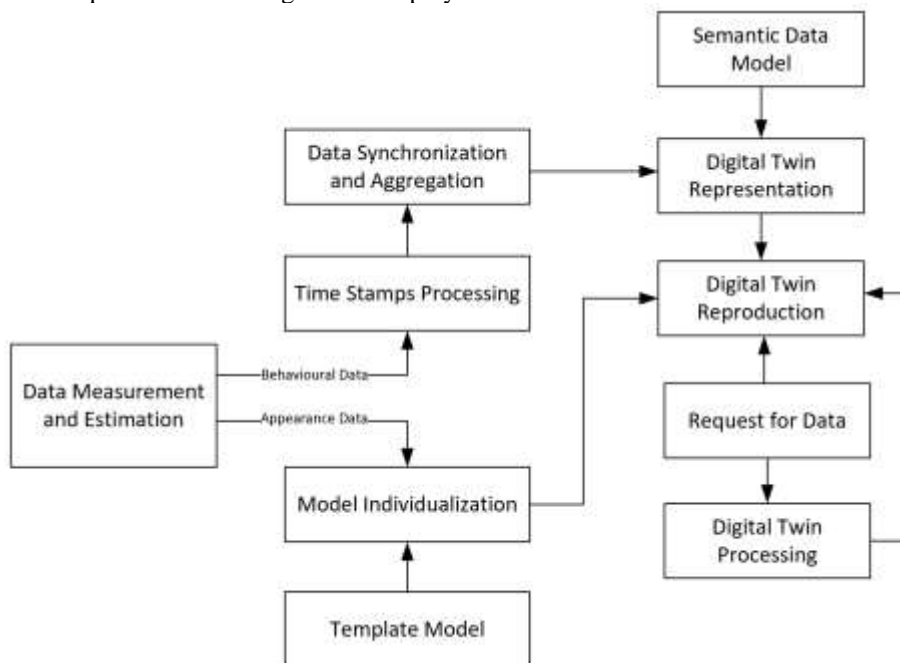 Semantic Data
Model
Data Synchronization
and Aggregation
Digital Twin
Representation
Time Stamps Processing
Digital Twin
Reproduction
Data Measurement
and Estimation
Behavioural Data
Appearance Data
Request for Data
Model Individualization
Digital Twin
Processing
Template Model